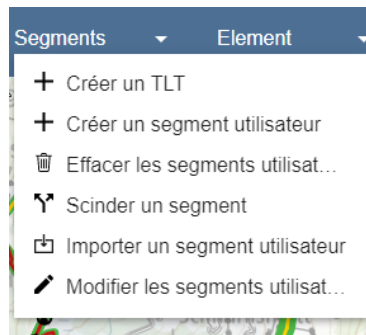 Segments Element
Créer un TLT
Créer un segment utilisateur
Effacer les segments utilisat...
Scinder un segment
Importer un segment utilisateur
Modifier les segments utilisat...